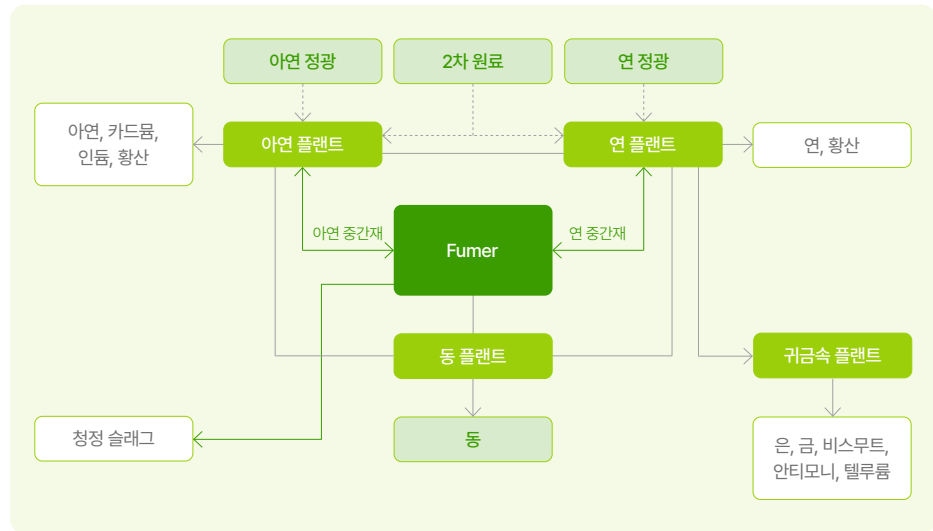 아연 정광
2차 원료
연 정광
아연, 카드뮴,
인듐, 황산
아연 플랜트
연 플랜트
연, 황산
아연 중간재
Fumer
연 중간재
동 플랜트
귀금속 플랜트
청정 슬래그
동
은, 금, 비스무트,
안티모니, 텔루륨